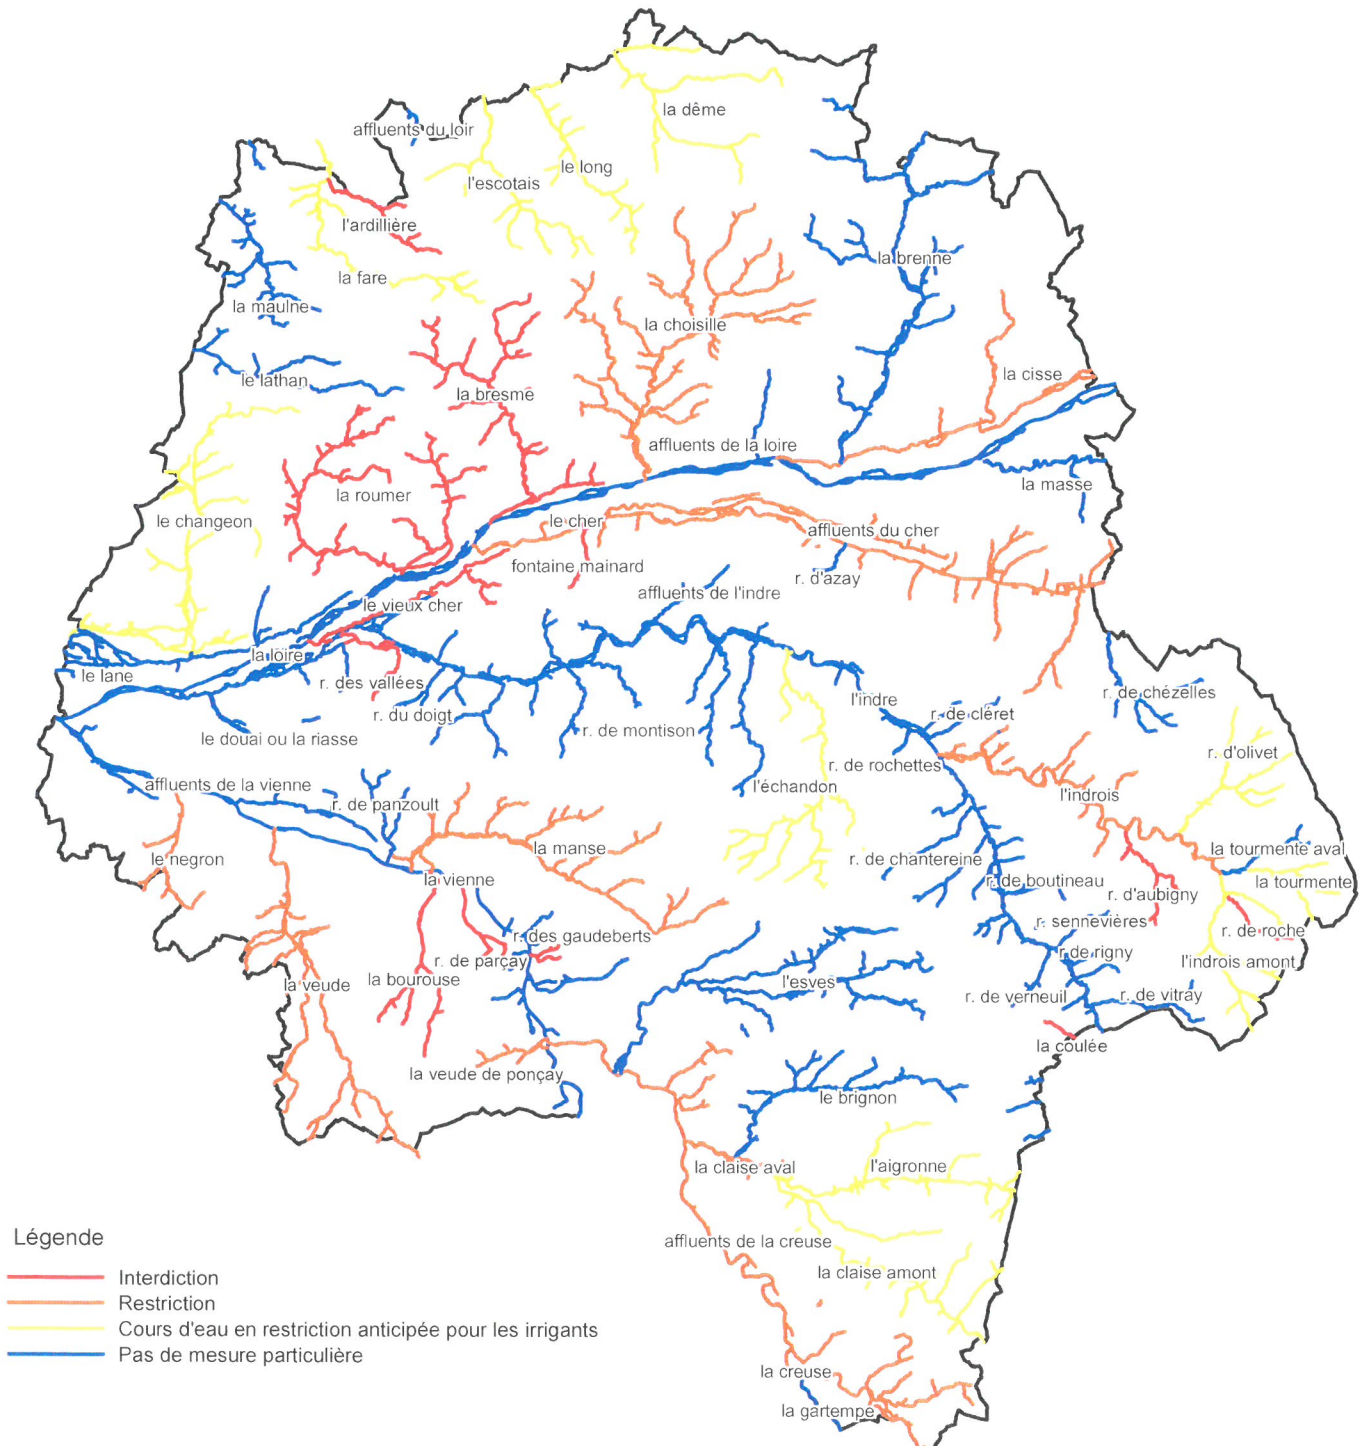 la dême
affluents du loir
le long
l'escotais
l'ardillière
la brenne
la fare
la maulne
la choisille
la cisse
le lathan
la bresme
affluents de la loire
la masse
la roumer
le changeon
le cher
affluents du cher
fontaine mainard
r. d'azay
affluents de l'indre
le vieux cher
la loire
le lane
r. des vallées
r. de chézelles
l'indre
r. du doigt
r. de cléret
r. de montison
le douai ou la riasse
r. d'olivet
r. de rochettes
affluents de la vienne
l'échandon
l'indrois
r. de panzoult
la manse
la tourmente aval
le negron
r. de chantereine
la vienne
r. de boutineau
la tourmente
r. d'aubigny
r. sennevières
r. de roche
r. des gaudeberts
r. de rigny
r. de parçay
l'indrois amont
la bourouse
l'esves
la veude
r. de verneuil
r. de vitray
la coulée
la veude de ponçay
le brignon
la claise aval
l'aigronne
affluents de la creuse
la claise amont
la creuse
la gartempe
Légende
Interdiction
Restriction
Cours d'eau en restriction anticipée pour les irrigants
Pas de mesure particulière